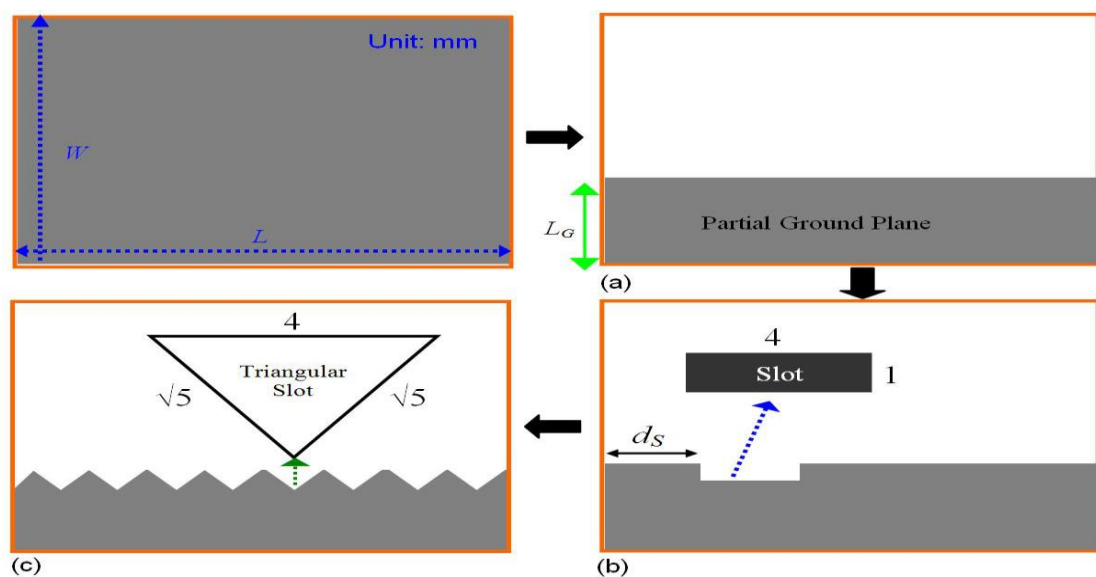 Unit: mm
W
L
L_G
Partial Ground Plane
(a)
4
Triangular
Slot
√5
√5
(c)
4
Slot
1
d_S
(b)